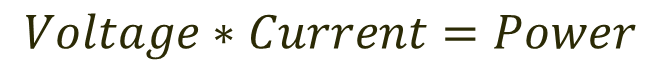 Voltage * Current = Power